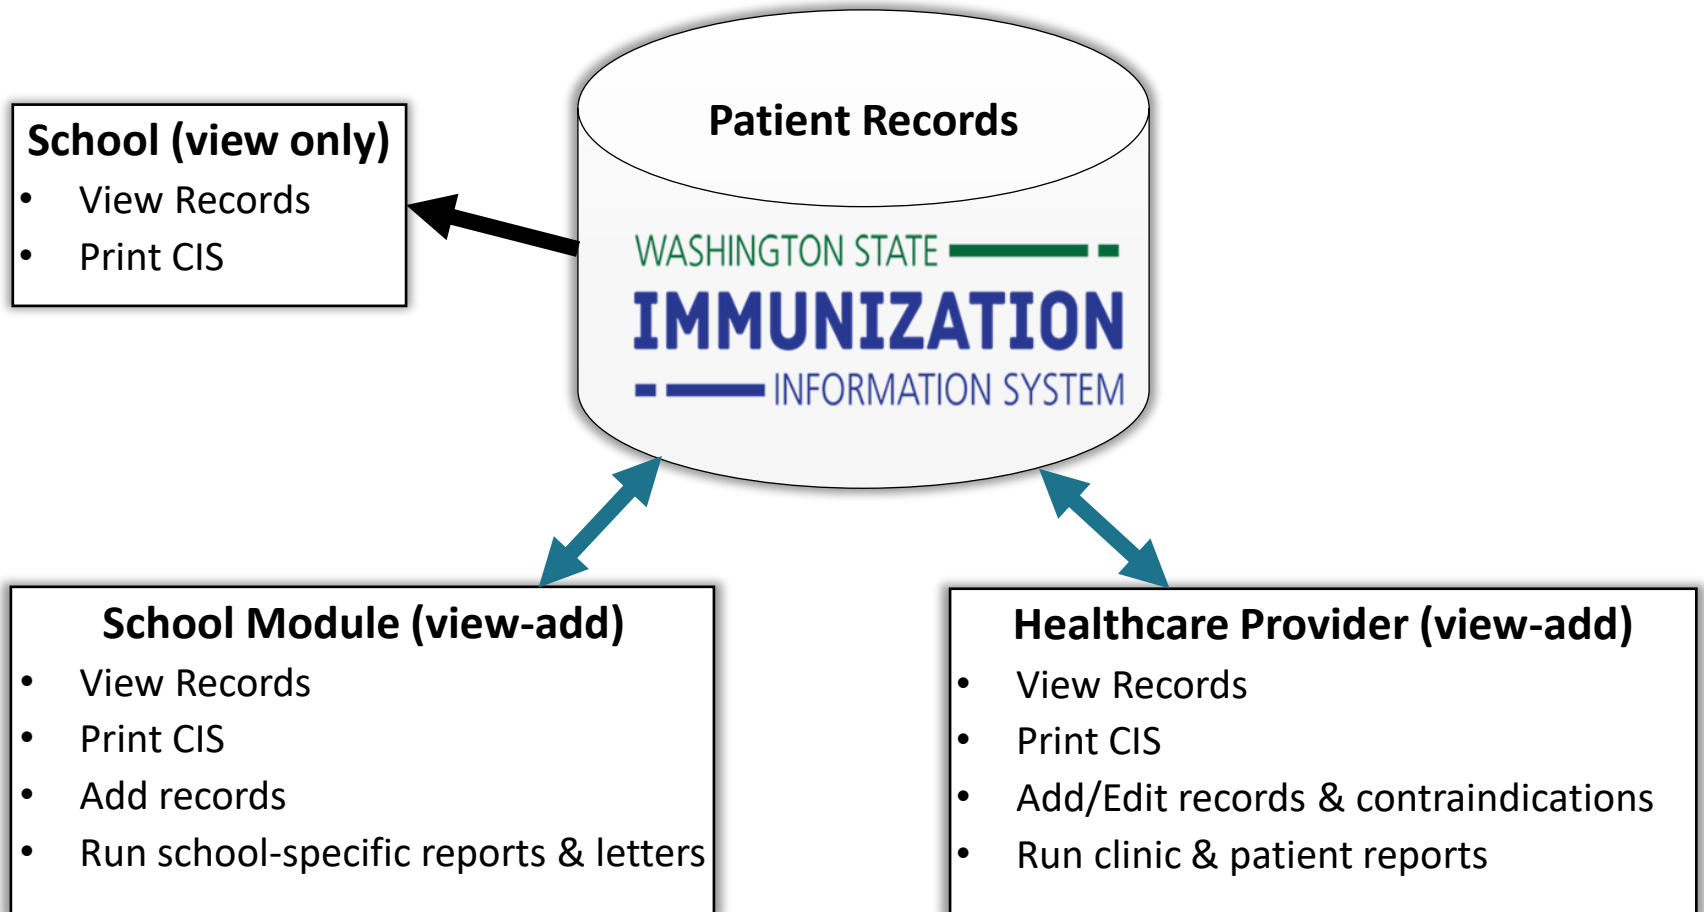 Patient Records
WASHINGTON STATE
IMMUNIZATION
INFORMATION SYSTEM
School (view only)
• View Records
• Print CIS
School Module (view-add)
• View Records
• Print CIS
• Add records
• Run school-specific reports & letters
Healthcare Provider (view-add)
• View Records
• Print CIS
• Add/Edit records & contraindications
• Run clinic & patient reports